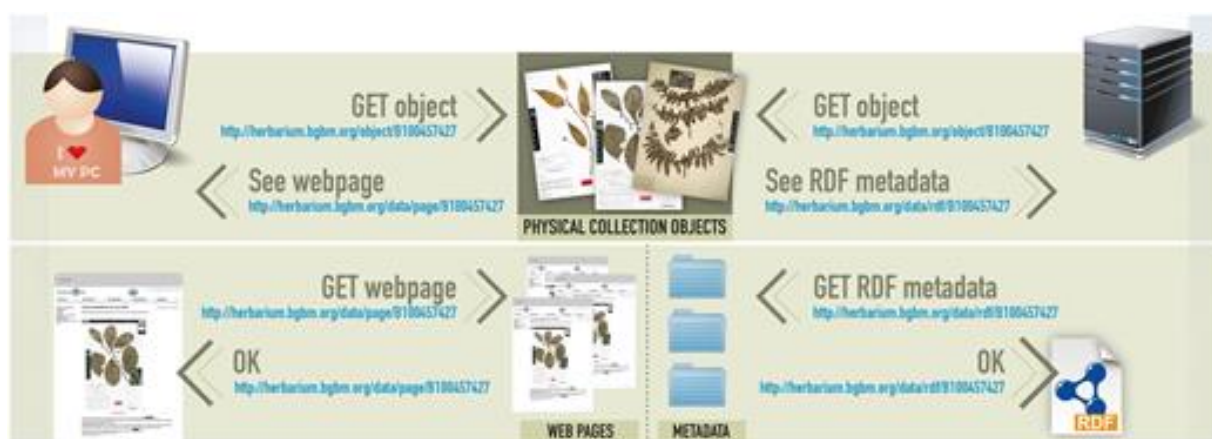 GET object
http://herbarium.bgbm.org/object/B100457427
GET object
http://herbarium.bgbm.org/object/B100457427
I ❤
MY PC
See webpage
http://herbarium.bgbm.org/data/page/B100457427
See RDF metadata
http://herbarium.bgbm.org/data/rdf/B100457427
PHYSICAL COLLECTION OBJECTS
GET webpage
http://herbarium.bgbm.org/data/page/B100457427
GET RDF metadata
http://herbarium.bgbm.org/data/rdf/B100457427
OK
http://herbarium.bgbm.org/data/page/B100457427
OK
http://herbarium.bgbm.org/data/rdf/B100457427
RDF
WEB PAGES
METADATA